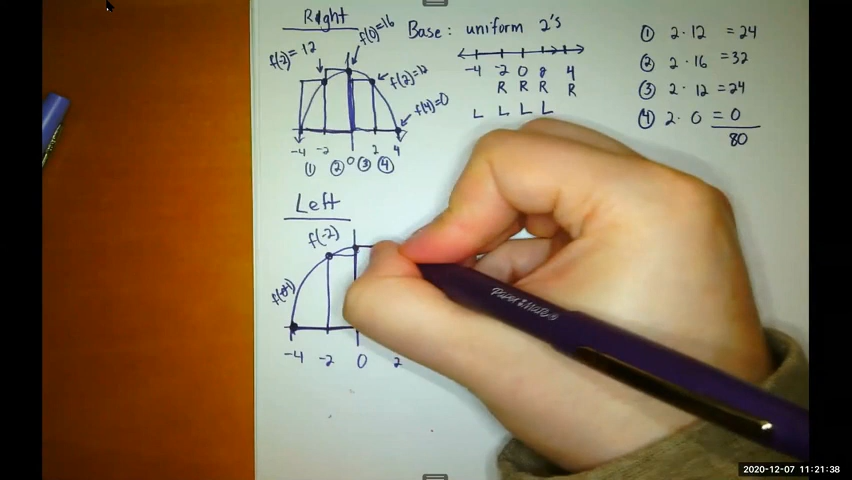 Right
f(-2)=12
f(0)=16
f(2)=12
f(4)=0
-4 -2 0 2 4
① ② ③ ④
Base: uniform 2's
-4 -2 0 2 4
R R R R
L L L L
① 2·12 =24
② 2·16 =32
③ 2·12 =24
④ 2·0 =0
80
Left
f(-2)
-4 -2 0 2
PaperMate
2020-12-07 11:21:38